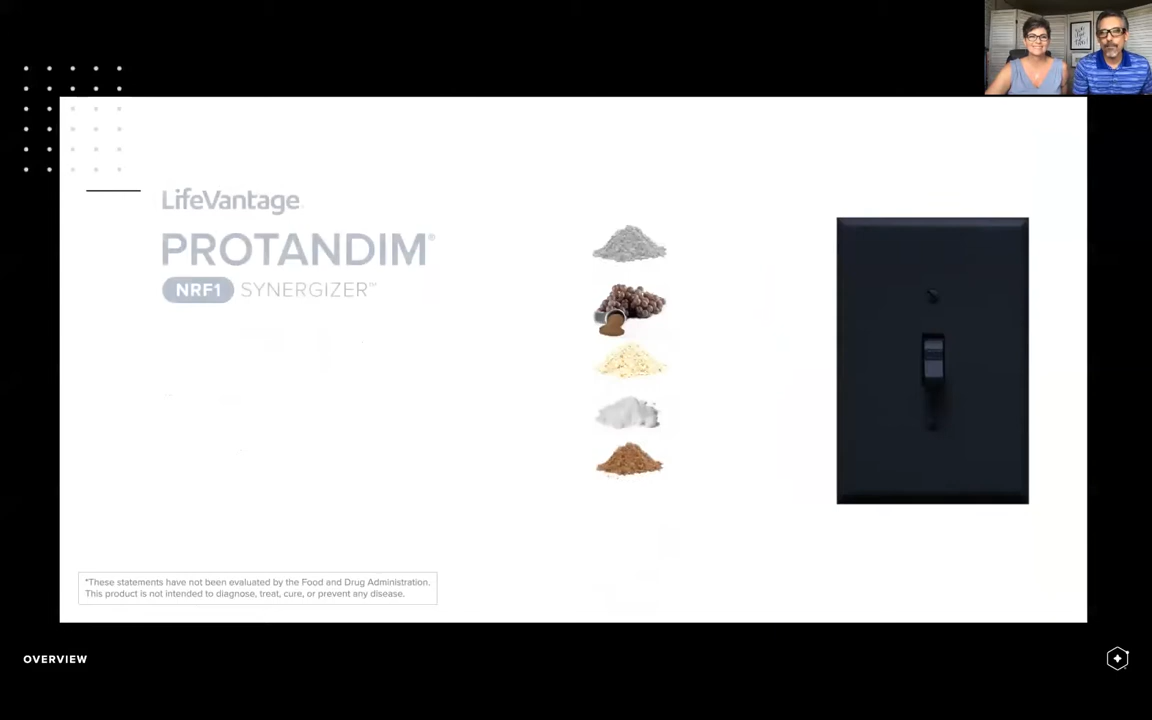 LifeVantage
PROTANDIM®
NRF1 SYNERGIZER™
*These statements have not been evaluated by the Food and Drug Administration.
This product is not intended to diagnose, treat, cure, or prevent any disease.
OVERVIEW